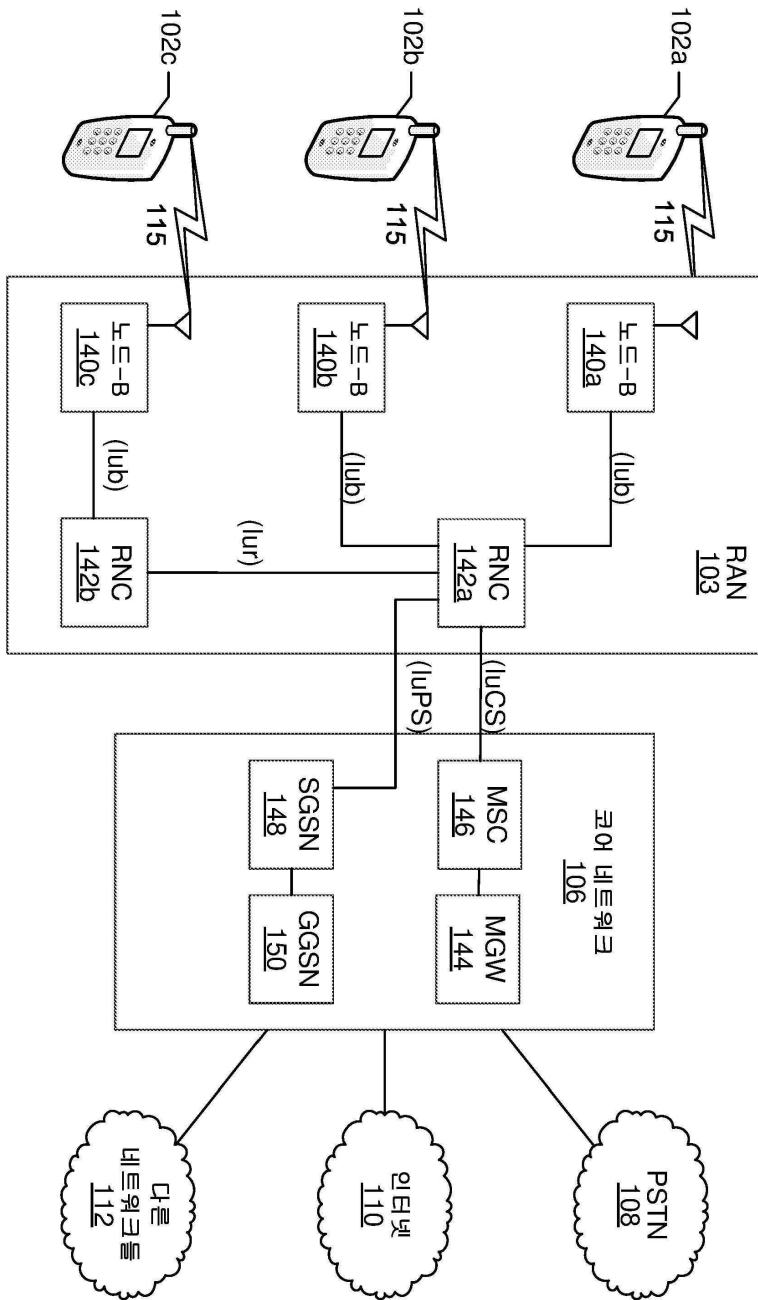 PSTN
108
인터넷
110
다른
네트워크들
112
코어 네트워크
106
MGW
144
GGSN
150
MSC
146
SGSN
148
(IuCS)
(IuPS)
RAN
103
RNC
142a
RNC
142b
(Iur)
(Iub)
(Iub)
(Iub)
노드-B
140a
노드-B
140b
노드-B
140c
115
115
115
102a
102b
102c